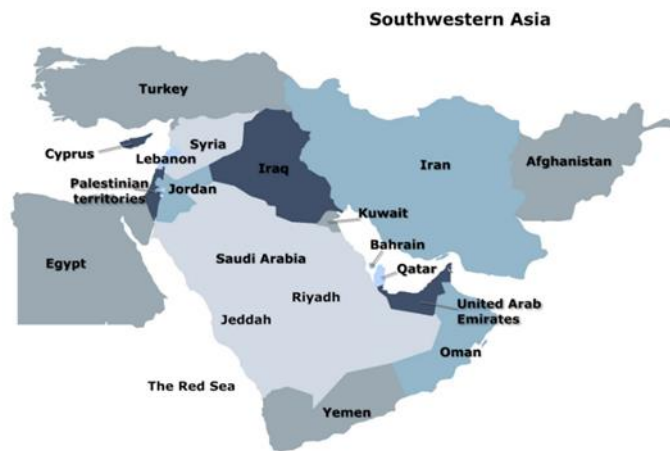 Southwestern Asia
Turkey
Cyprus
Syria
Lebanon
Iraq
Iran
Afghanistan
Palestinian
territories
Jordan
Kuwait
Egypt
Saudi Arabia
Bahrain
Qatar
Riyadh
Jeddah
United Arab
Emirates
Oman
The Red Sea
Yemen